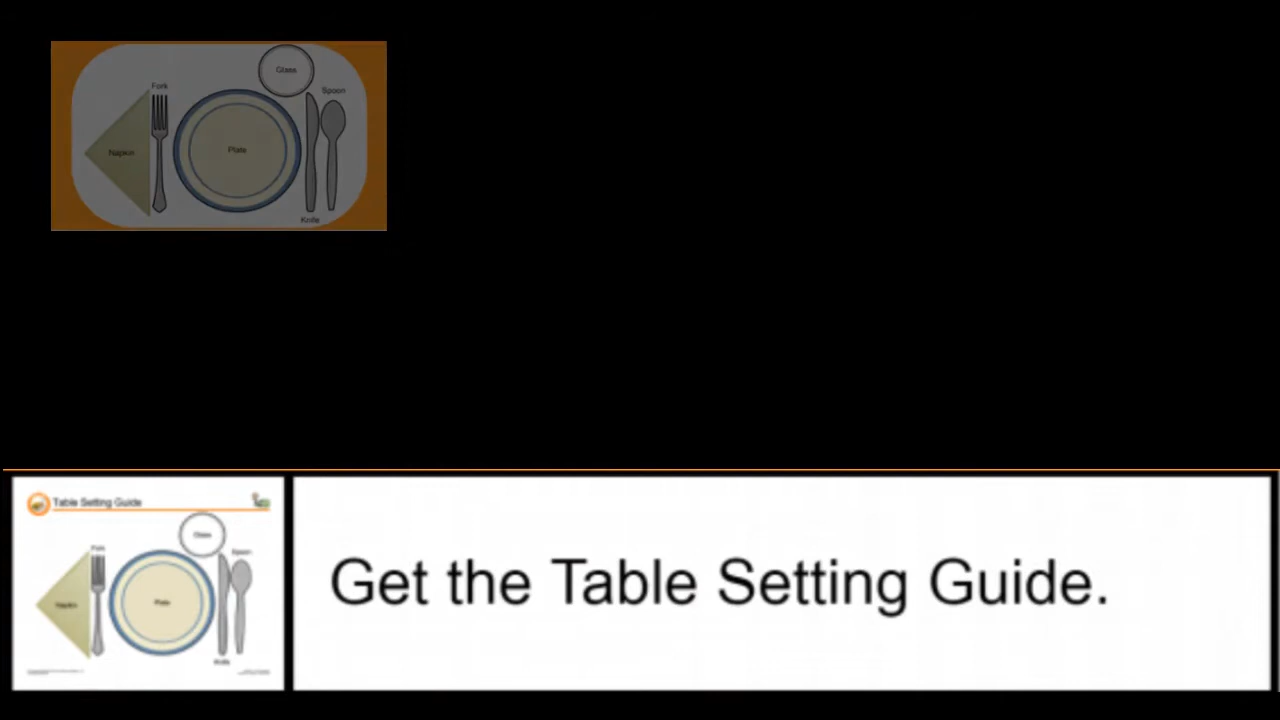 Glass
Fork
Spoon
Napkin
Plate
Knife
Table Setting Guide
Glass
Fork
Spoon
Napkin
Plate
Knife
Get the Table Setting Guide.